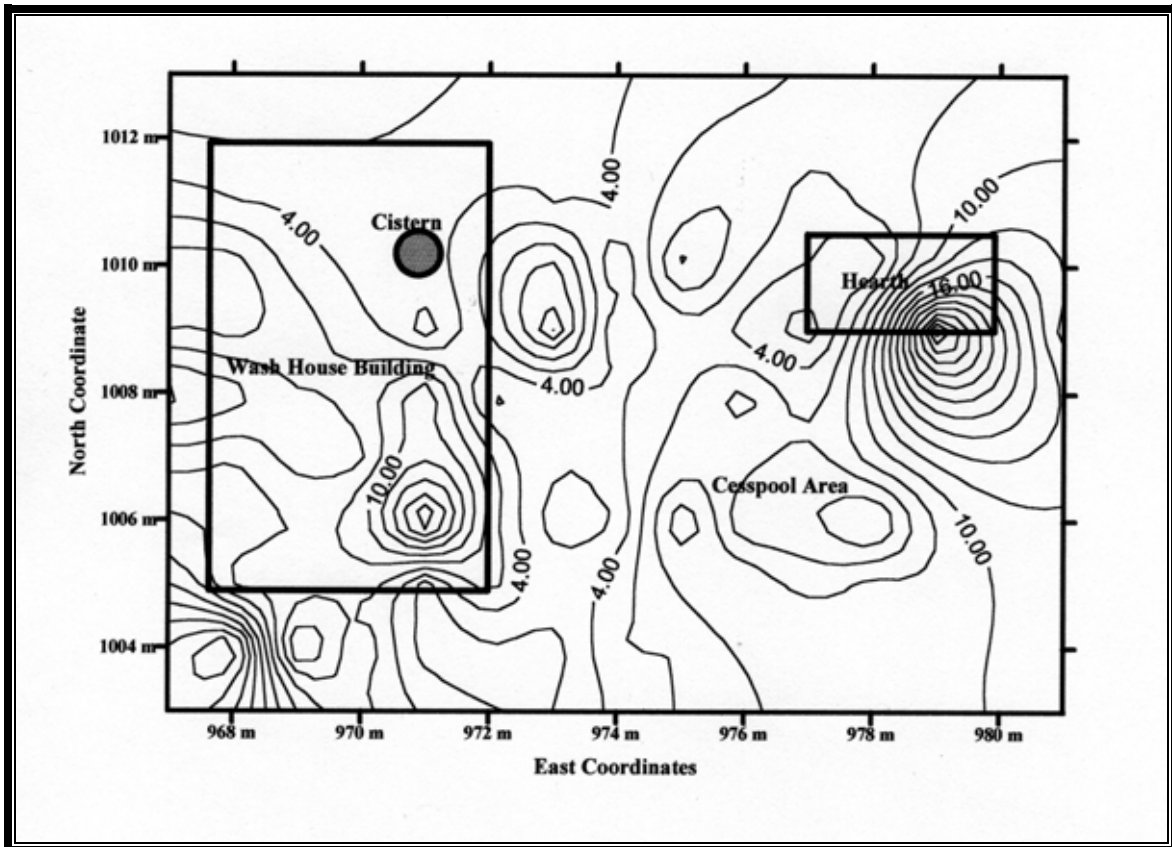 1012 m
4.00
10.00
4.00
Cistern
1010 m
Hearth
16.00
4.00
Wash House Building
4.00
1008 m
North Coordinate
10.00
Cesspool Area
1006 m
10.00
4.00
4.00
1004 m
968 m
970 m
972 m
974 m
976 m
978 m
980 m
East Coordinates